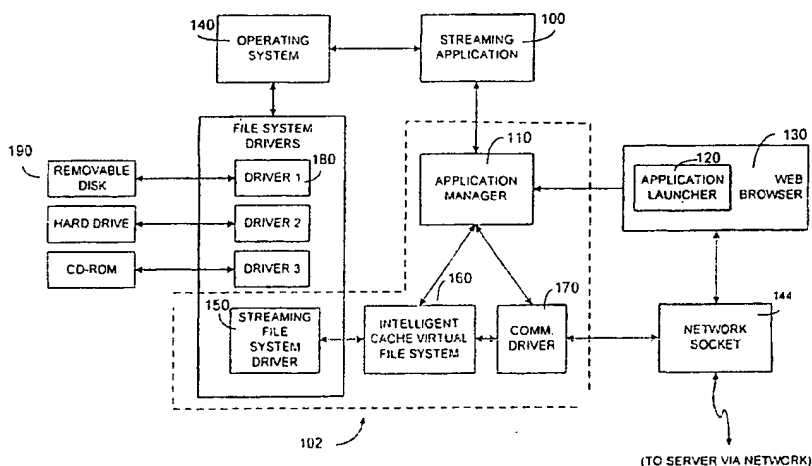 140
OPERATING
SYSTEM
100
STREAMING
APPLICATION
190
REMOVABLE
DISK
HARD DRIVE
CD-ROM
FILE SYSTEM
DRIVERS
180
DRIVER 1
DRIVER 2
DRIVER 3
150
STREAMING
FILE
SYSTEM
DRIVER
110
APPLICATION
MANAGER
160
INTELLIGENT
CACHE VIRTUAL
FILE SYSTEM
170
COMM.
DRIVER
130
120
APPLICATION
LAUNCHER
WEB
BROWSER
144
NETWORK
SOCKET
102
(TO SERVER VIA NETWORK)